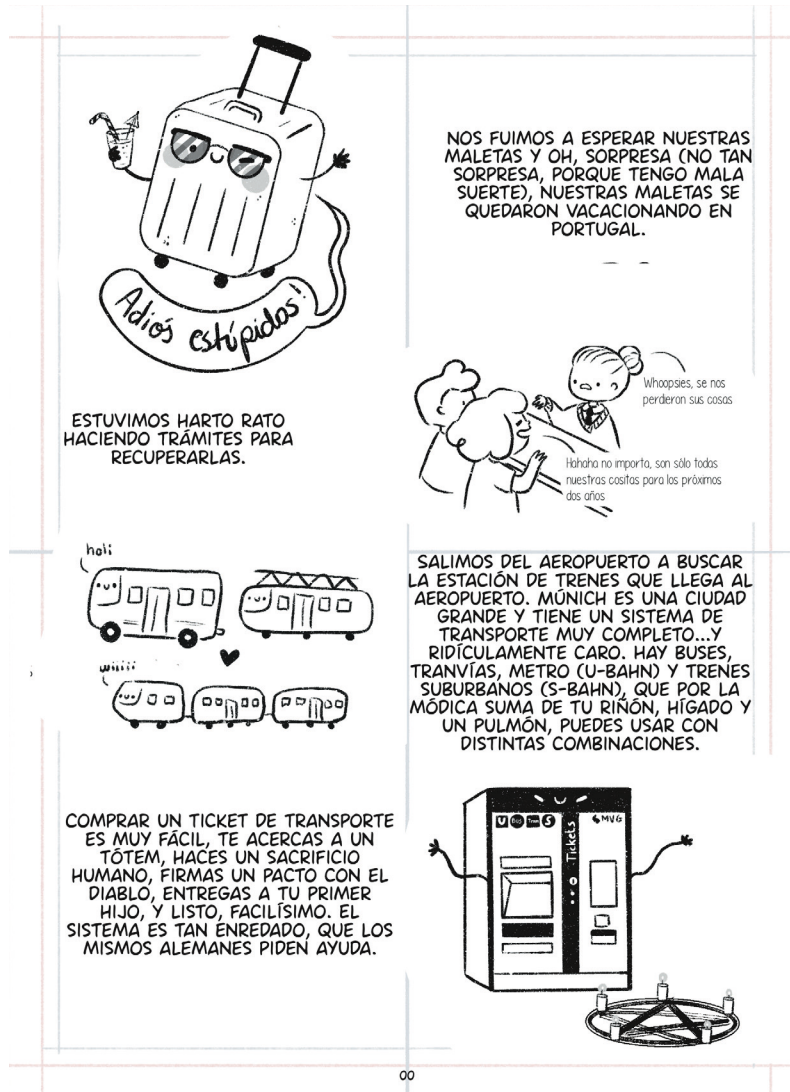 Adiós estúpidos
NOS FUIMOS A ESPERAR NUESTRAS
MALETAS Y OH, SORPRESA (NO TAN
SORPRESA, PORQUE TENGO MALA
SUERTE), NUESTRAS MALETAS SE
QUEDARON VACACIONANDO EN
PORTUGAL.
ESTUVIMOS HARTO RATO
HACIENDO TRÁMITES PARA
RECUPERARLAS.
Whoopsies, se nos
perdieron sus cosas
Hahaha no importa, son sólo todas
nuestras cositas para los próximos
dos años
holi
wiiiii
SALIMOS DEL AEROPUERTO A BUSCAR
LA ESTACIÓN DE TRENES QUE LLEGA AL
AEROPUERTO. MÚNICH ES UNA CIUDAD
GRANDE Y TIENE UN SISTEMA DE
TRANSPORTE MUY COMPLETO...Y
RIDÍCULAMENTE CARO. HAY BUSES,
TRANVÍAS, METRO (U-BAHN) Y TRENES
SUBURBANOS (S-BAHN), QUE POR LA
MÓDICA SUMA DE TU RIÑÓN, HÍGADO Y
UN PULMÓN, PUEDES USAR CON
DISTINTAS COMBINACIONES.
COMPRAR UN TICKET DE TRANSPORTE
ES MUY FÁCIL, TE ACERCAS A UN
TÓTEM, HACES UN SACRIFICIO
HUMANO, FIRMAS UN PACTO CON EL
DIABLO, ENTREGAS A TU PRIMER
HIJO, Y LISTO, FACILÍSIMO. EL
SISTEMA ES TAN ENREDADO, QUE LOS
MISMOS ALEMANES PIDEN AYUDA.
U Bus Tram S
Tickets
MVG
00